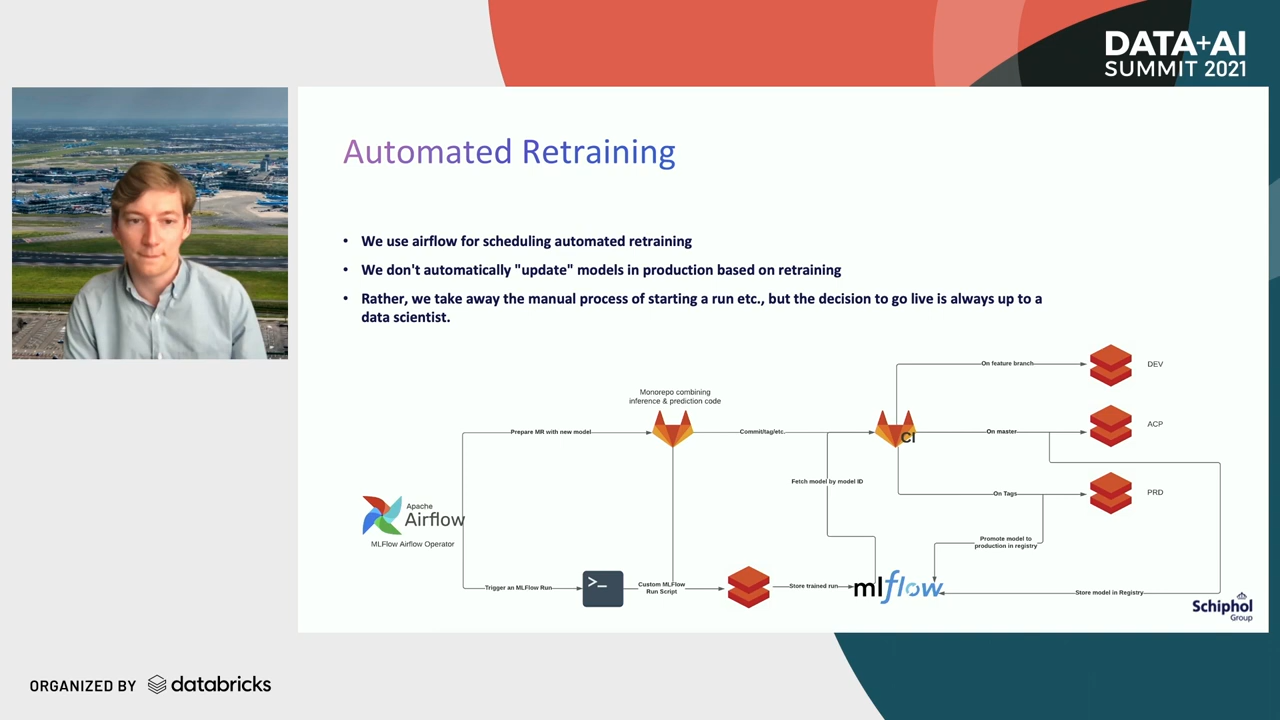 DATA+AI
SUMMIT 2021
Automated Retraining
• We use airflow for scheduling automated retraining
• We don't automatically "update" models in production based on retraining
• Rather, we take away the manual process of starting a run etc., but the decision to go live is always up to a
data scientist.
On feature branch
DEV
Monorepo combining
inference & prediction code
Prepare MR with new model
Commit/tag/etc.
CI
On master
ACP
Fetch model by model ID
On Tags
PRD
Apache
Airflow
MLFlow Airflow Operator
Promote model to
production in registry
Trigger an MLFlow Run
>_
Custom MLFlow
Run Script
Store trained run
mlflow
Store model in Registry
Schiphol
Group
ORGANIZED BY databricks